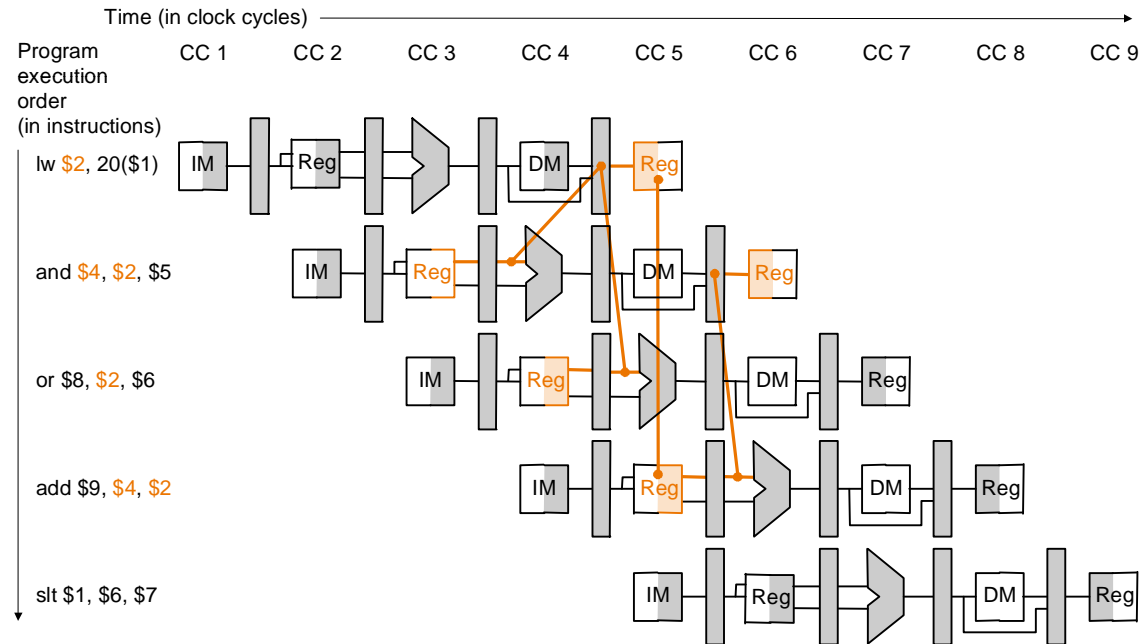 Time (in clock cycles)
Program
execution
order
(in instructions)
CC 1 CC 2 CC 3 CC 4 CC 5 CC 6 CC 7 CC 8 CC 9
lw $2, 20($1) IM Reg DM Reg
and $4, $2, $5 IM Reg DM Reg
or $8, $2, $6 IM Reg DM Reg
add $9, $4, $2 IM Reg DM Reg
slt $1, $6, $7 IM Reg DM Reg